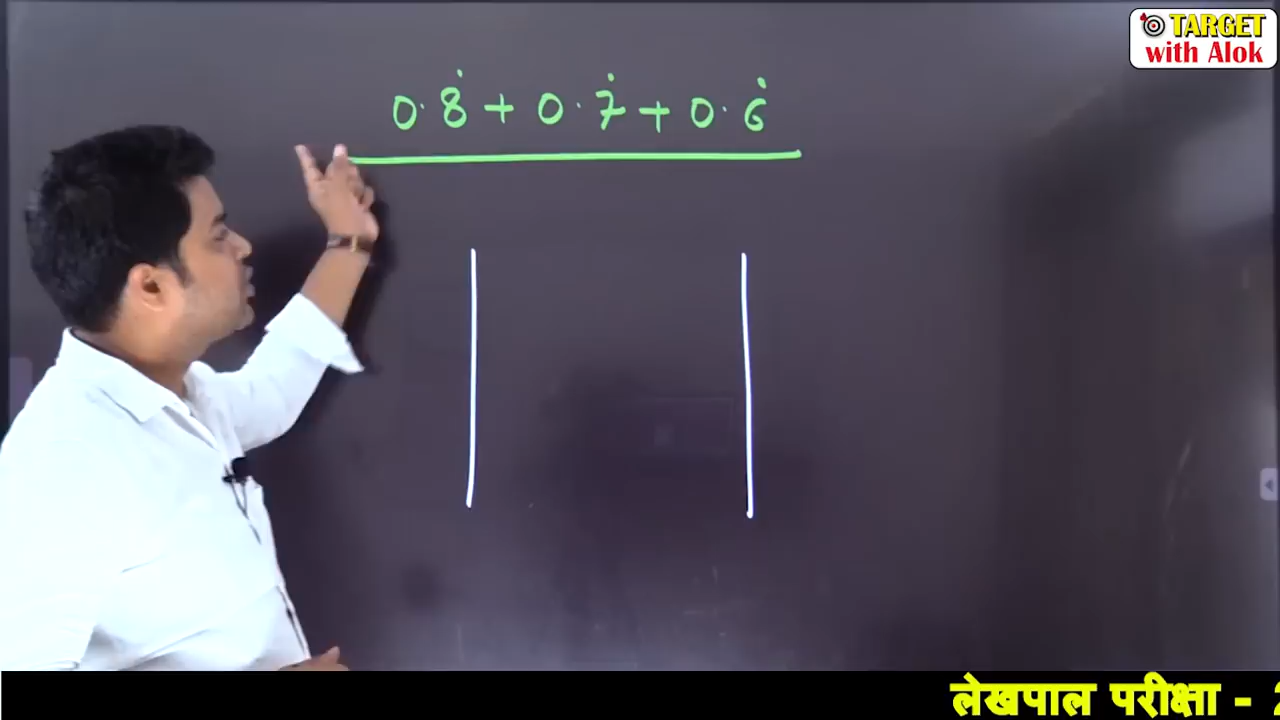 TARGET
with Alok
0.8̇ + 0.7̇ + 0.6̇
लेखपाल परीक्षा -